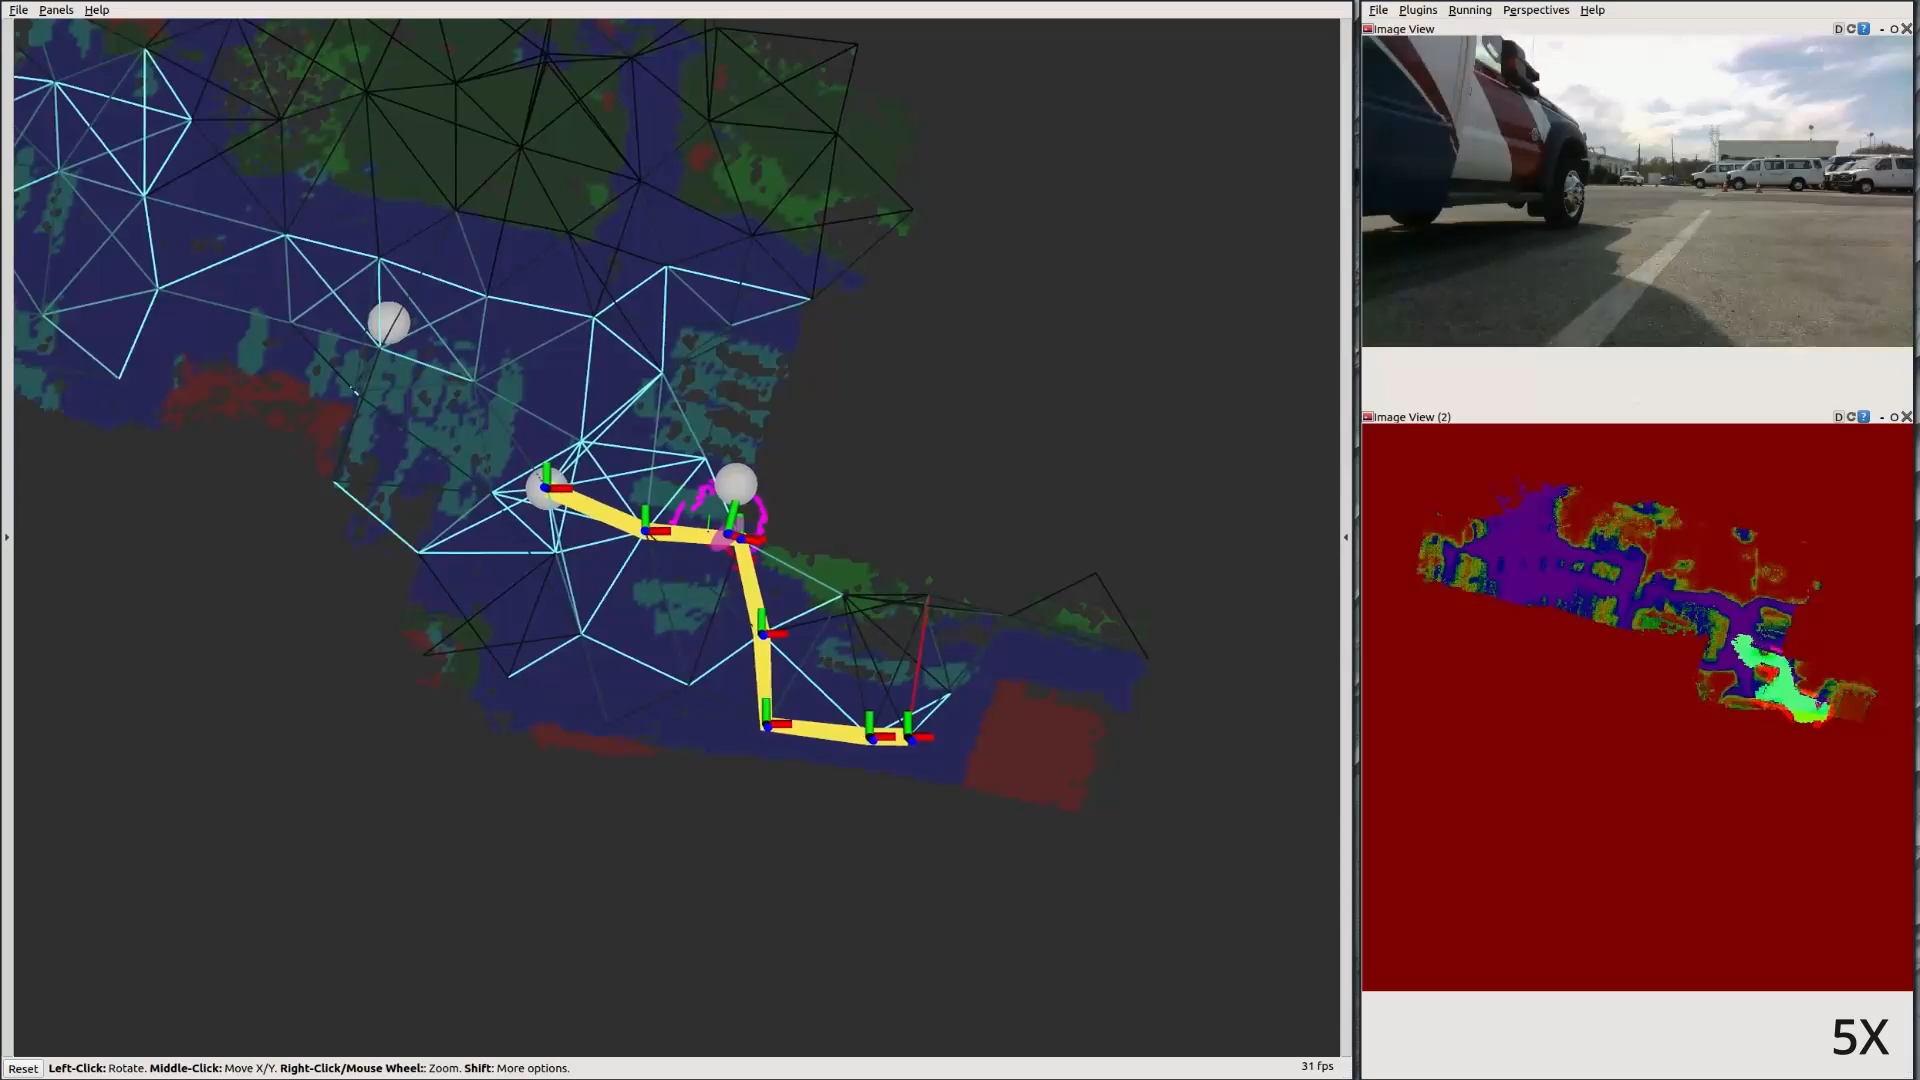 File Panels Help
File Plugins Running Perspectives Help
Image View
D C ? - O
Image View (2)
D C ? - O
5X
Reset Left-Click: Rotate. Middle-Click: Move X/Y. Right-Click/Mouse Wheel:: Zoom. Shift: More options.
31 fps